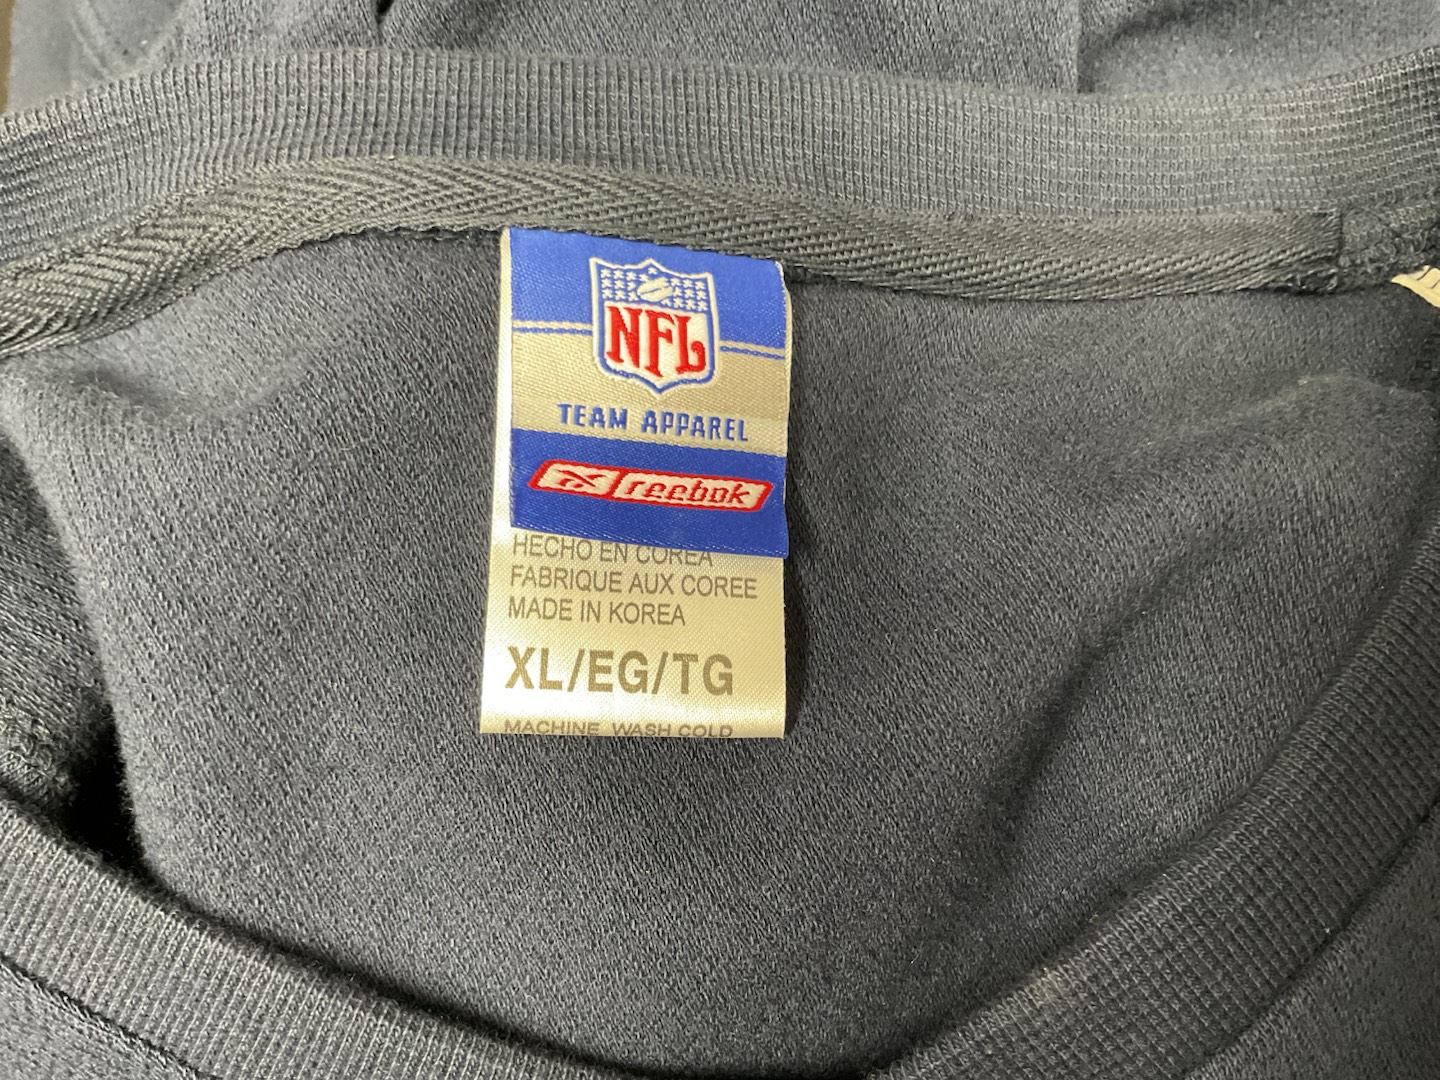 NFL
TEAM APPAREL
reebok
HECHO EN COREA
FABRIQUE AUX COREE
MADE IN KOREA
XL/EG/TG
MACHINE WASH COLD